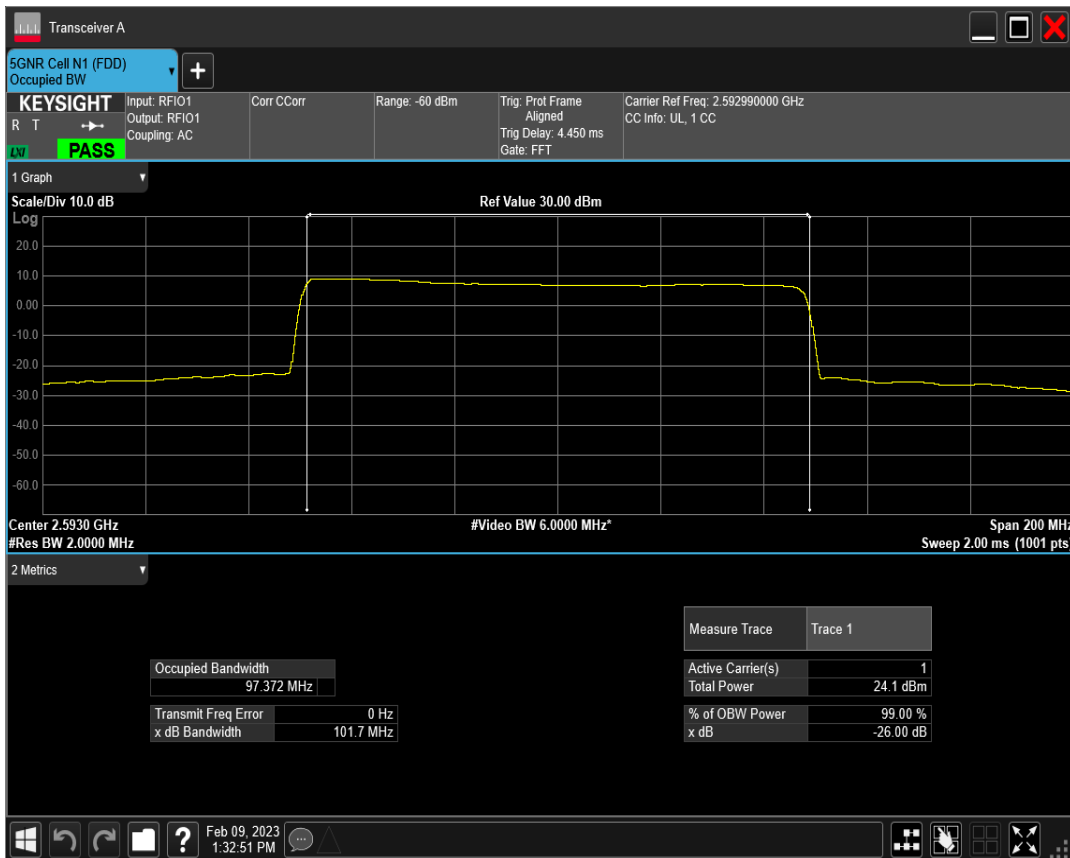 Transceiver A
5GNR Cell N1 (FDD)
Occupied BW
+
KEYSIGHT
R T
LXI
PASS
Input: RFIO1
Output: RFIO1
Coupling: AC
Corr CCorr
Range: -60 dBm
Trig: Prot Frame
Aligned
Trig Delay: 4.450 ms
Gate: FFT
Carrier Ref Freq: 2.592990000 GHz
CC Info: UL, 1 CC
1 Graph
Scale/Div 10.0 dB
Ref Value 30.00 dBm
Log
20.0
10.0
0.00
-10.0
-20.0
-30.0
-40.0
-50.0
-60.0
Center 2.5930 GHz
#Video BW 6.0000 MHz*
Span 200 MHz
#Res BW 2.0000 MHz
Sweep 2.00 ms (1001 pts)
2 Metrics
Measure Trace Trace 1
Occupied Bandwidth
97.372 MHz
Active Carrier(s) 1
Total Power 24.1 dBm
Transmit Freq Error 0 Hz
x dB Bandwidth 101.7 MHz
% of OBW Power 99.00 %
x dB -26.00 dB
?
Feb 09, 2023
1:32:51 PM